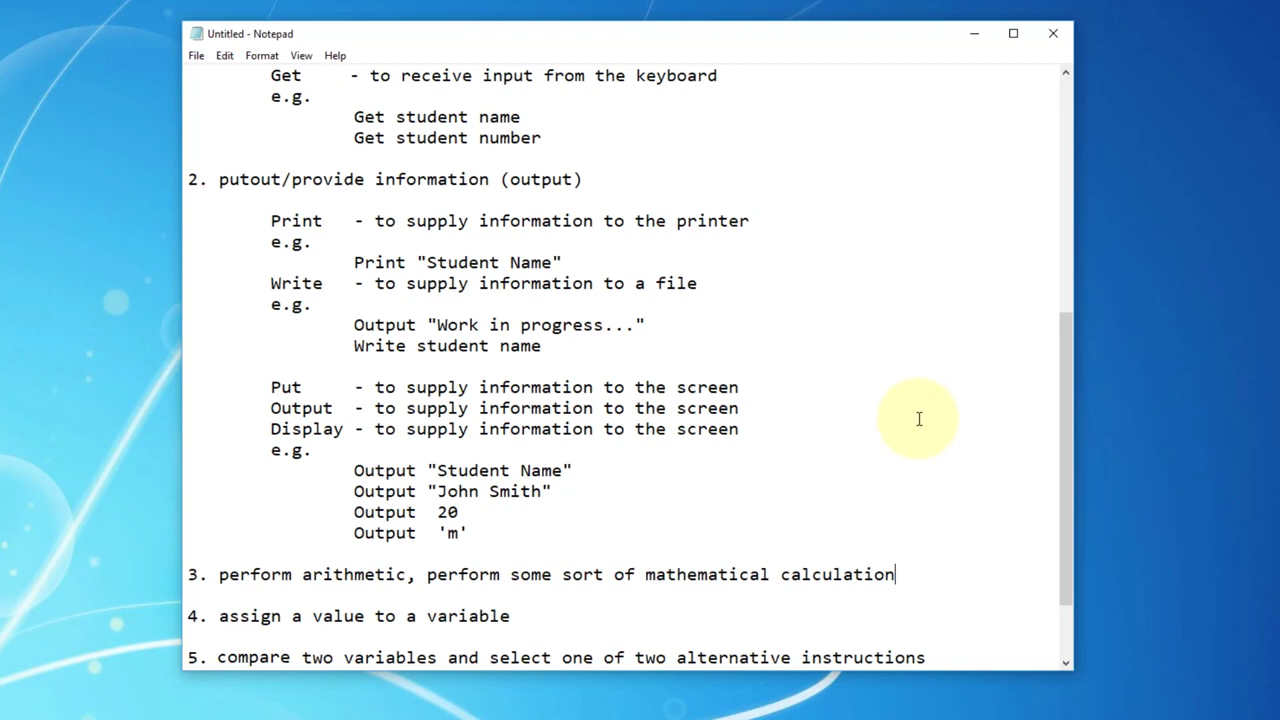 Untitled - Notepad
File Edit Format View Help
Get - to receive input from the keyboard
e.g.
Get student name
Get student number
2. putout/provide information (output)
Print - to supply information to the printer
e.g.
Print "Student Name"
Write - to supply information to a file
e.g.
Output "Work in progress..."
Write student name
Put - to supply information to the screen
Output - to supply information to the screen
Display - to supply information to the screen
e.g.
Output "Student Name"
Output "John Smith"
Output 20
Output 'm'
3. perform arithmetic, perform some sort of mathematical calculation
4. assign a value to a variable
5. compare two variables and select one of two alternative instructions